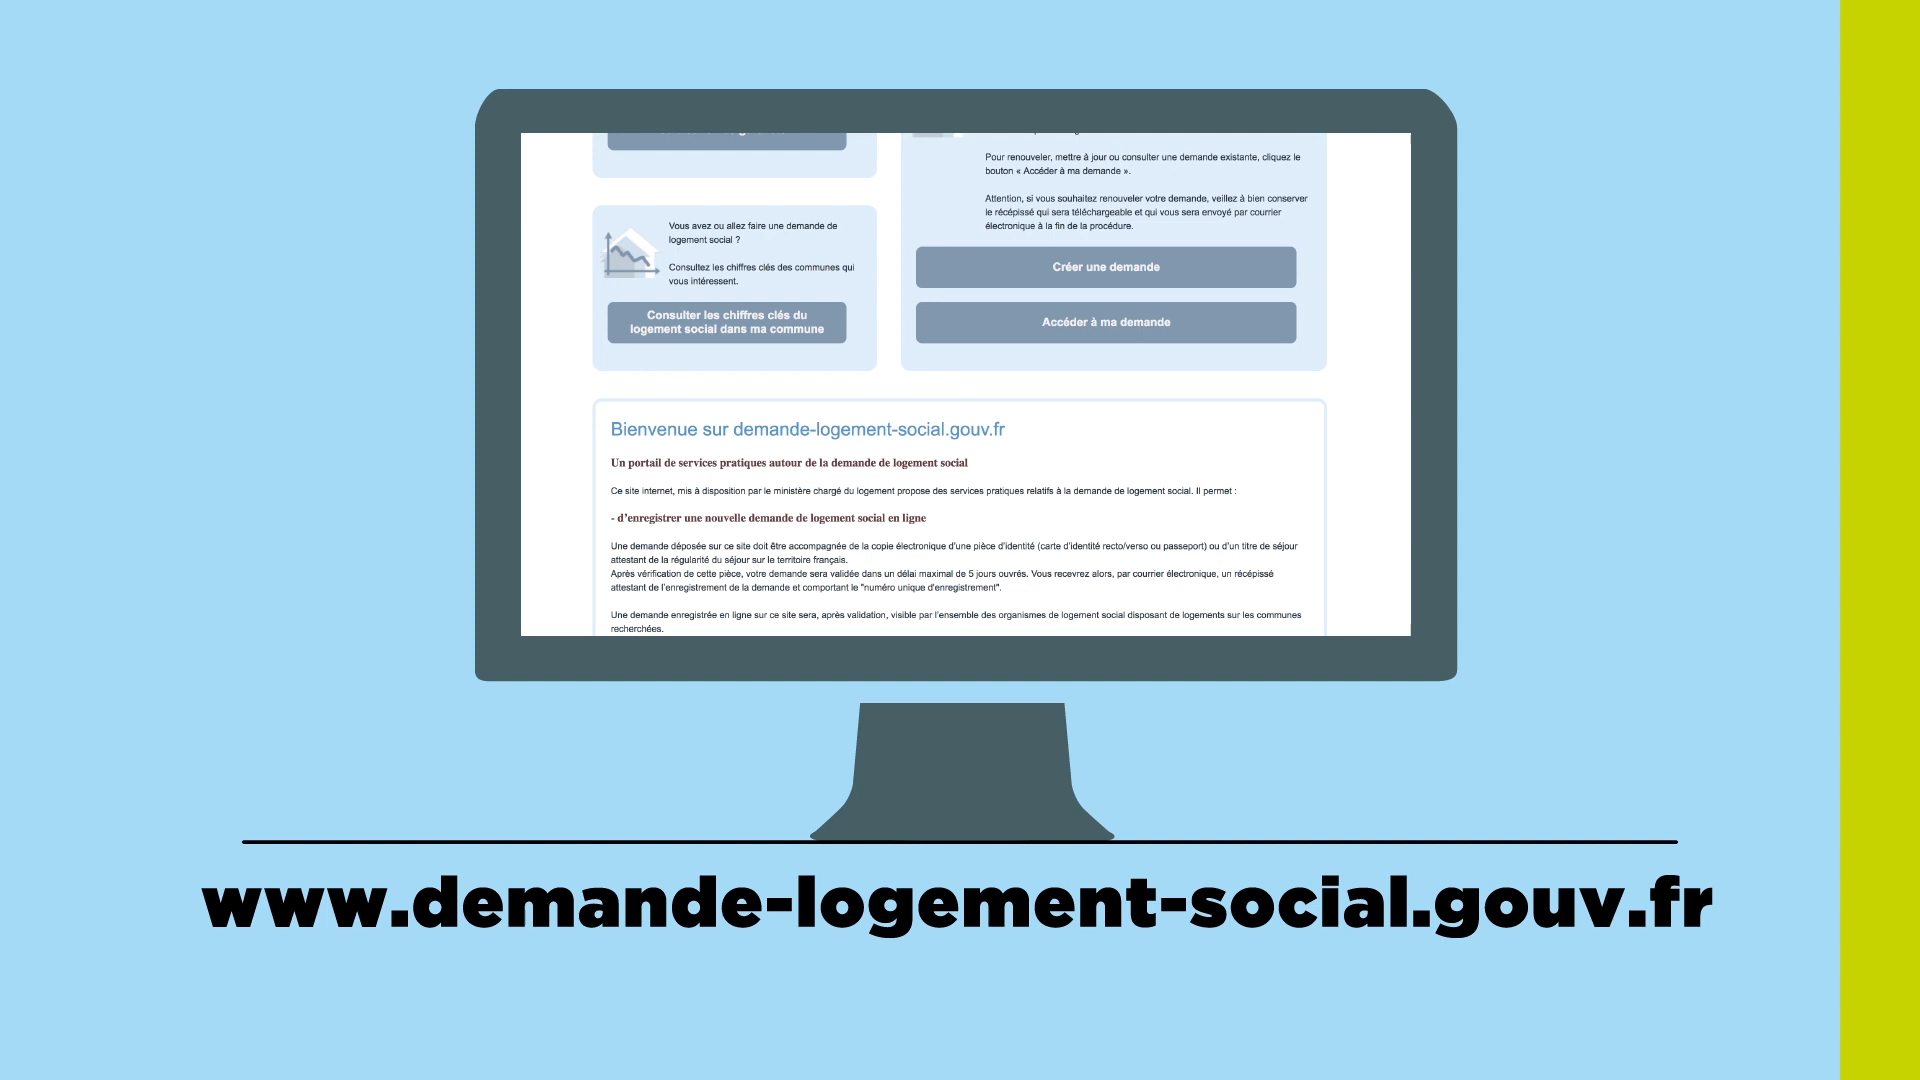 Pour renouveler, mettre à jour ou consulter une demande existante, cliquez le
bouton « Accéder à ma demande ».
Attention, si vous souhaitez renouveler votre demande, veillez à bien conserver
le récépissé qui sera téléchargeable et qui vous sera envoyé par courrier
électronique à la fin de la procédure.
Vous avez ou allez faire une demande de
logement social ?
Consultez les chiffres clés des communes qui
vous intéressent.
Consulter les chiffres clés du
logement social dans ma commune
Créer une demande
Accéder à ma demande
Bienvenue sur demande-logement-social.gouv.fr
Un portail de services pratiques autour de la demande de logement social
Ce site internet, mis à disposition par le ministère chargé du logement propose des services pratiques relatifs à la demande de logement social. Il permet :
- d'enregistrer une nouvelle demande de logement social en ligne
Une demande déposée sur ce site doit être accompagnée de la copie électronique d'une pièce d'identité (carte d'identité recto/verso ou passeport) ou d'un titre de séjour
attestant de la régularité du séjour sur le territoire français.
Après vérification de cette pièce, votre demande sera validée dans un délai maximal de 5 jours ouvrés. Vous recevrez alors, par courrier électronique, un récépissé
attestant de l'enregistrement de la demande et comportant le "numéro unique d'enregistrement".
Une demande enregistrée en ligne sur ce site sera, après validation, visible par l'ensemble des organismes de logement social disposant de logements sur les communes
recherchées.
www.demande-logement-social.gouv.fr